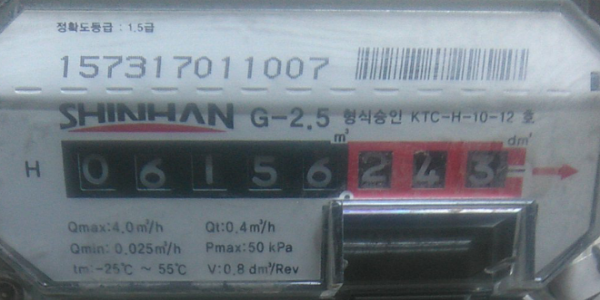 정확도등급 : 1.5급
157317011007
SHINHAN G-2.5 형식승인 KTC-H-10-12 호
m³ dm³
H 06156243
Qmax:4.0m³/h Qt:0.4m³/h
Qmin: 0.025m³/h Pmax:50 kPa
tm:-25℃ ~ 55℃ V:0.8 dm³/Rev